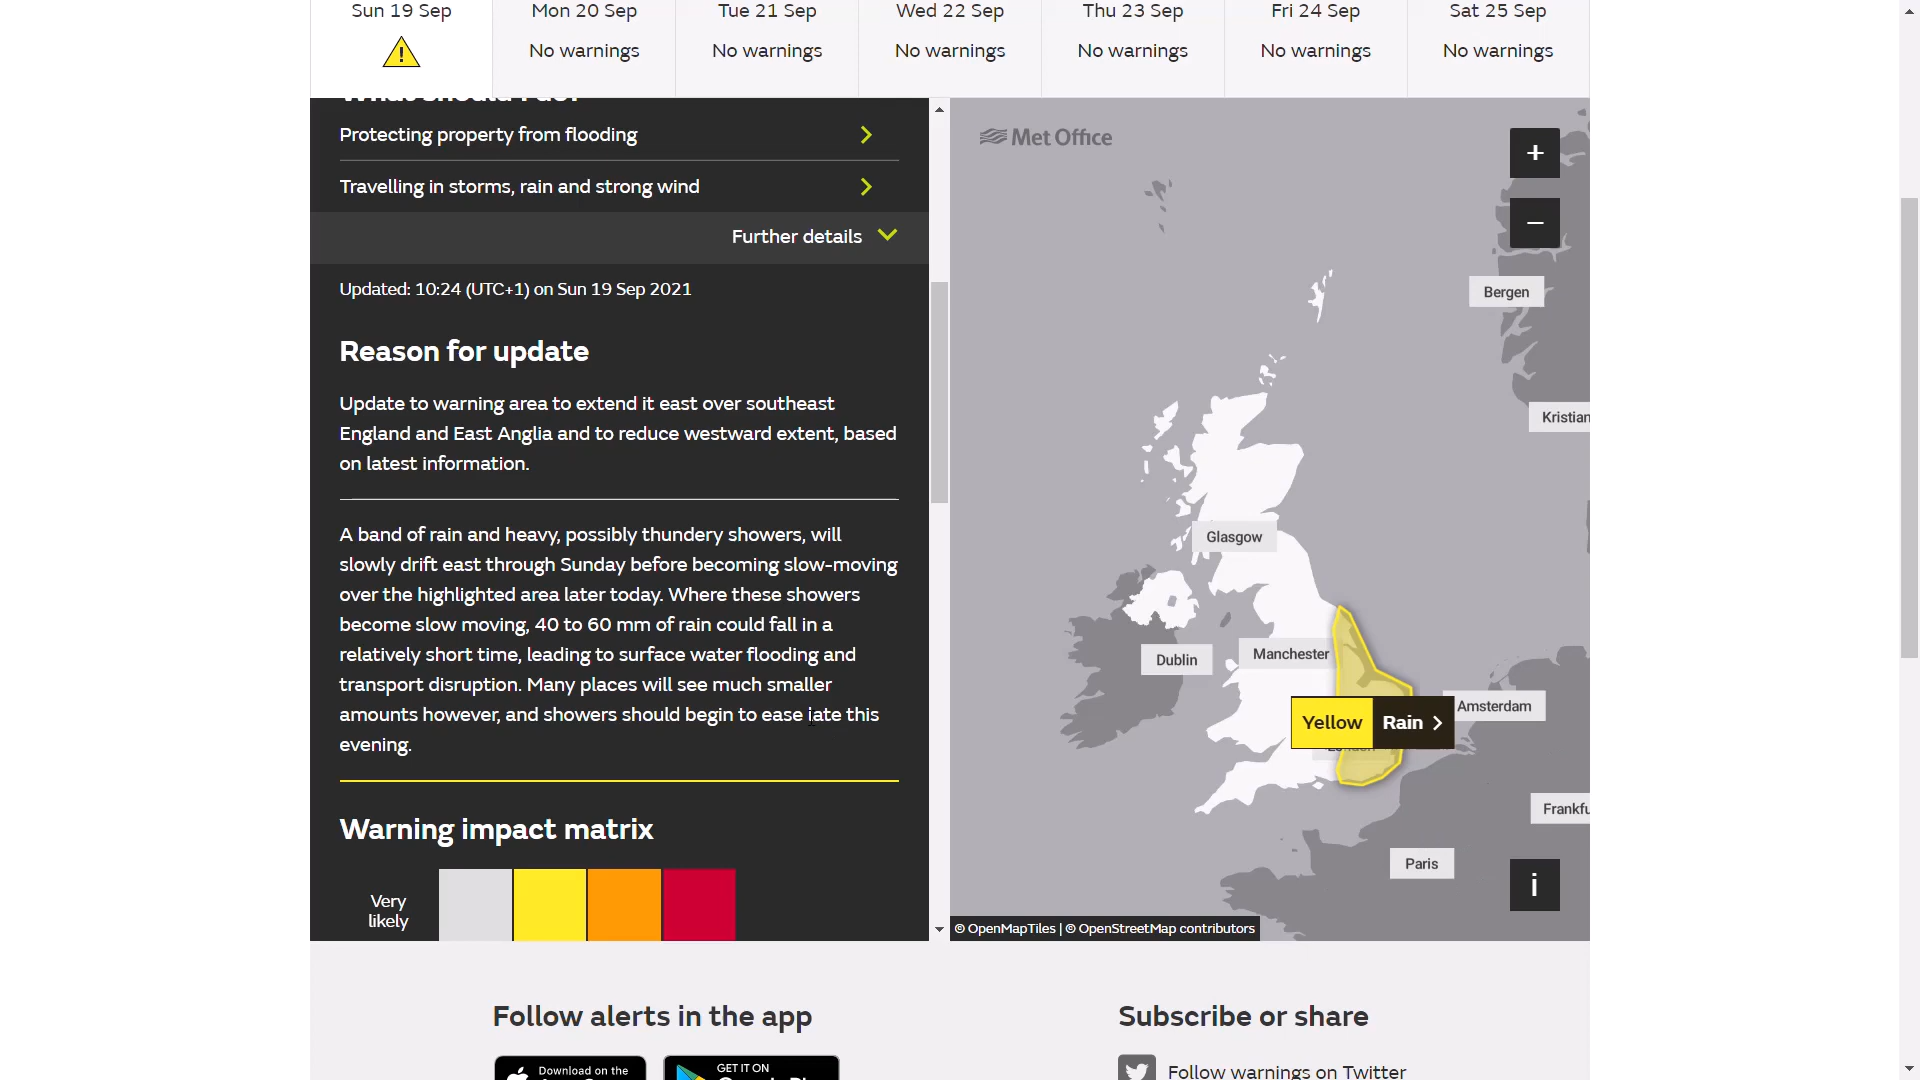 Sun 19 Sep
Mon 20 Sep
Tue 21 Sep
Wed 22 Sep
Thu 23 Sep
Fri 24 Sep
Sat 25 Sep
No warnings
No warnings
No warnings
No warnings
No warnings
No warnings
What should I do?
Protecting property from flooding
Travelling in storms, rain and strong wind
Further details
Updated: 10:24 (UTC+1) on Sun 19 Sep 2021
Reason for update
Update to warning area to extend it east over southeast
England and East Anglia and to reduce westward extent, based
on latest information.
A band of rain and heavy, possibly thundery showers, will
slowly drift east through Sunday before becoming slow-moving
over the highlighted area later today. Where these showers
become slow moving, 40 to 60 mm of rain could fall in a
relatively short time, leading to surface water flooding and
transport disruption. Many places will see much smaller
amounts however, and showers should begin to ease late this
evening.
Warning impact matrix
Very
likely
Met Office
+
−
Bergen
Kristian
Glasgow
Dublin
Manchester
Amsterdam
Yellow Rain
London
Frankfu
Paris
i
© OpenMapTiles | © OpenStreetMap contributors
Follow alerts in the app
Download on the
GET IT ON
Subscribe or share
Follow warnings on Twitter